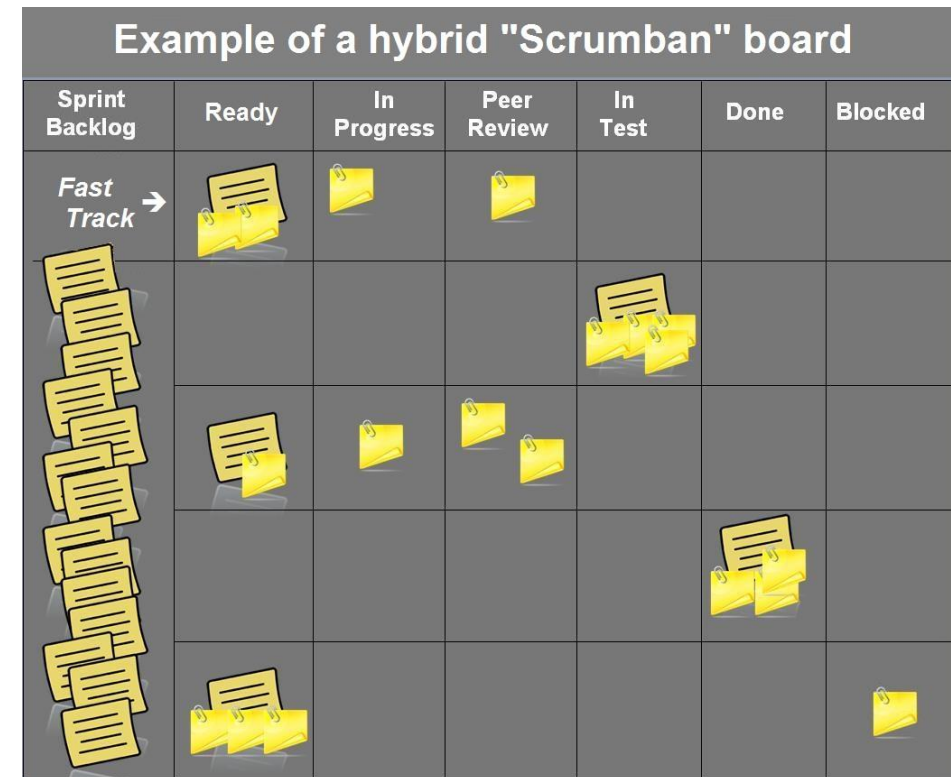 Example of a hybrid "Scrumban" board
Sprint
Backlog
Ready
In
Progress
Peer
Review
In
Test
Done
Blocked
Fast
Track ➔